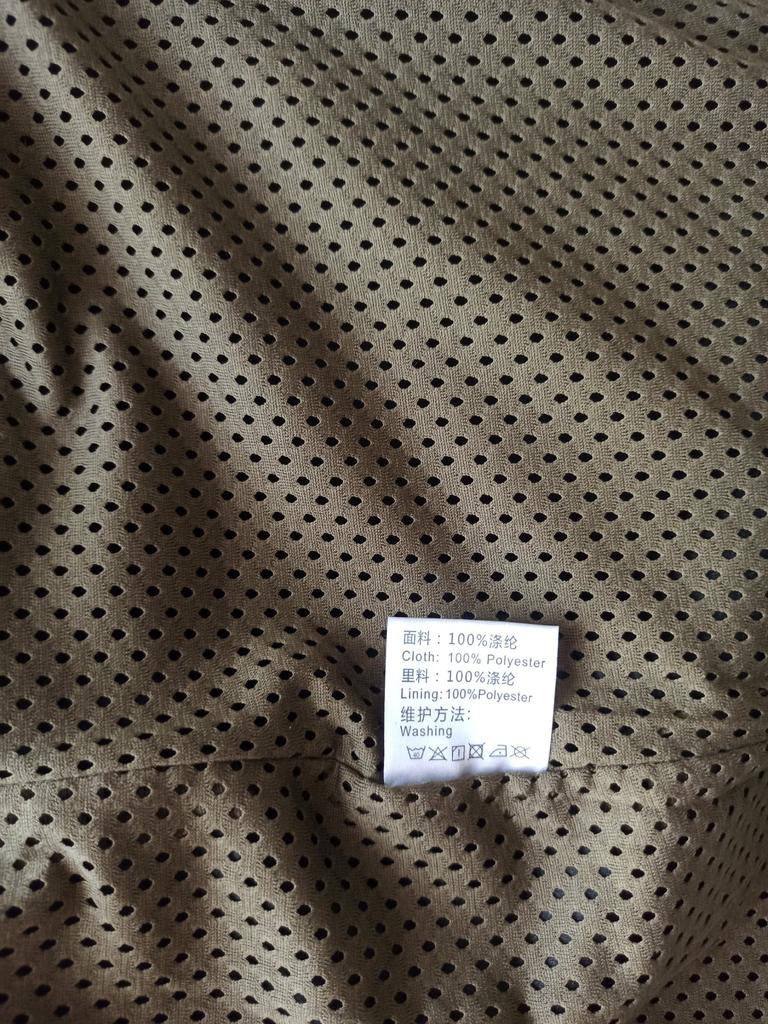 面料：100%涤纶
Cloth: 100% Polyester
里料：100%涤纶
Lining:100%Polyester
维护方法：
Washing